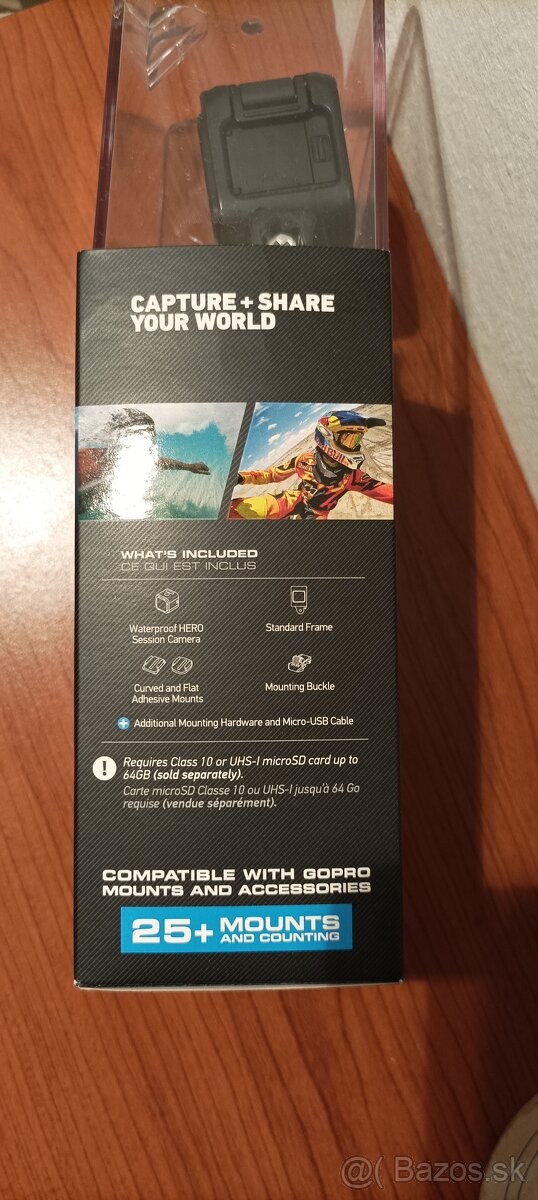 CAPTURE + SHARE
YOUR WORLD
WHAT'S INCLUDED
CE QUI EST INCLUS
Waterproof HERO
Session Camera
Standard Frame
Curved and Flat
Adhesive Mounts
Mounting Buckle
+ Additional Mounting Hardware and Micro-USB Cable
! Requires Class 10 or UHS-I microSD card up to
64GB (sold separately).
Carte microSD Classe 10 ou UHS-I jusqu'à 64 Go
requise (vendue séparément).
COMPATIBLE WITH GOPRO
MOUNTS AND ACCESSORIES
25+ MOUNTS
AND COUNTING
@( Bazos.sk